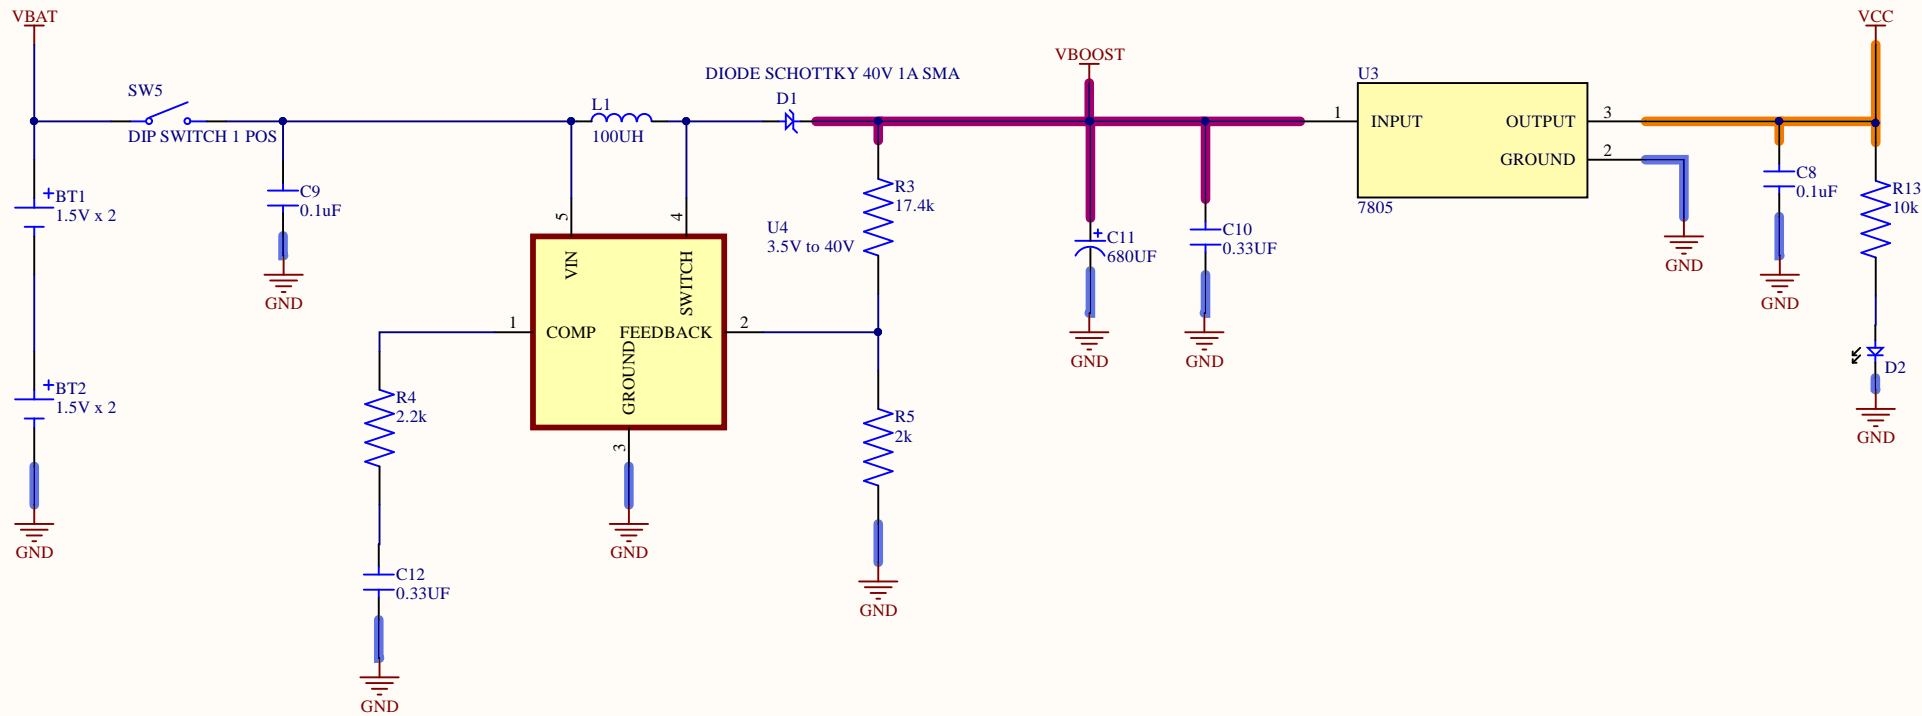 VBAT
SW5
DIP SWITCH 1 POS
BT1
1.5V x 2
BT2
1.5V x 2
GND
C9
0.1uF
GND
L1
100UH
DIODE SCHOTTKY 40V 1A SMA
D1
5
4
VIN
SWITCH
U4
3.5V to 40V
1
COMP
FEEDBACK
2
GROUND
3
GND
R4
2.2k
C12
0.33UF
GND
R3
17.4k
R5
2k
GND
VBOOST
C11
680UF
GND
C10
0.33UF
GND
U3
1
INPUT
OUTPUT
3
GROUND
2
7805
GND
VCC
C8
0.1uF
GND
R13
10k
D2
GND